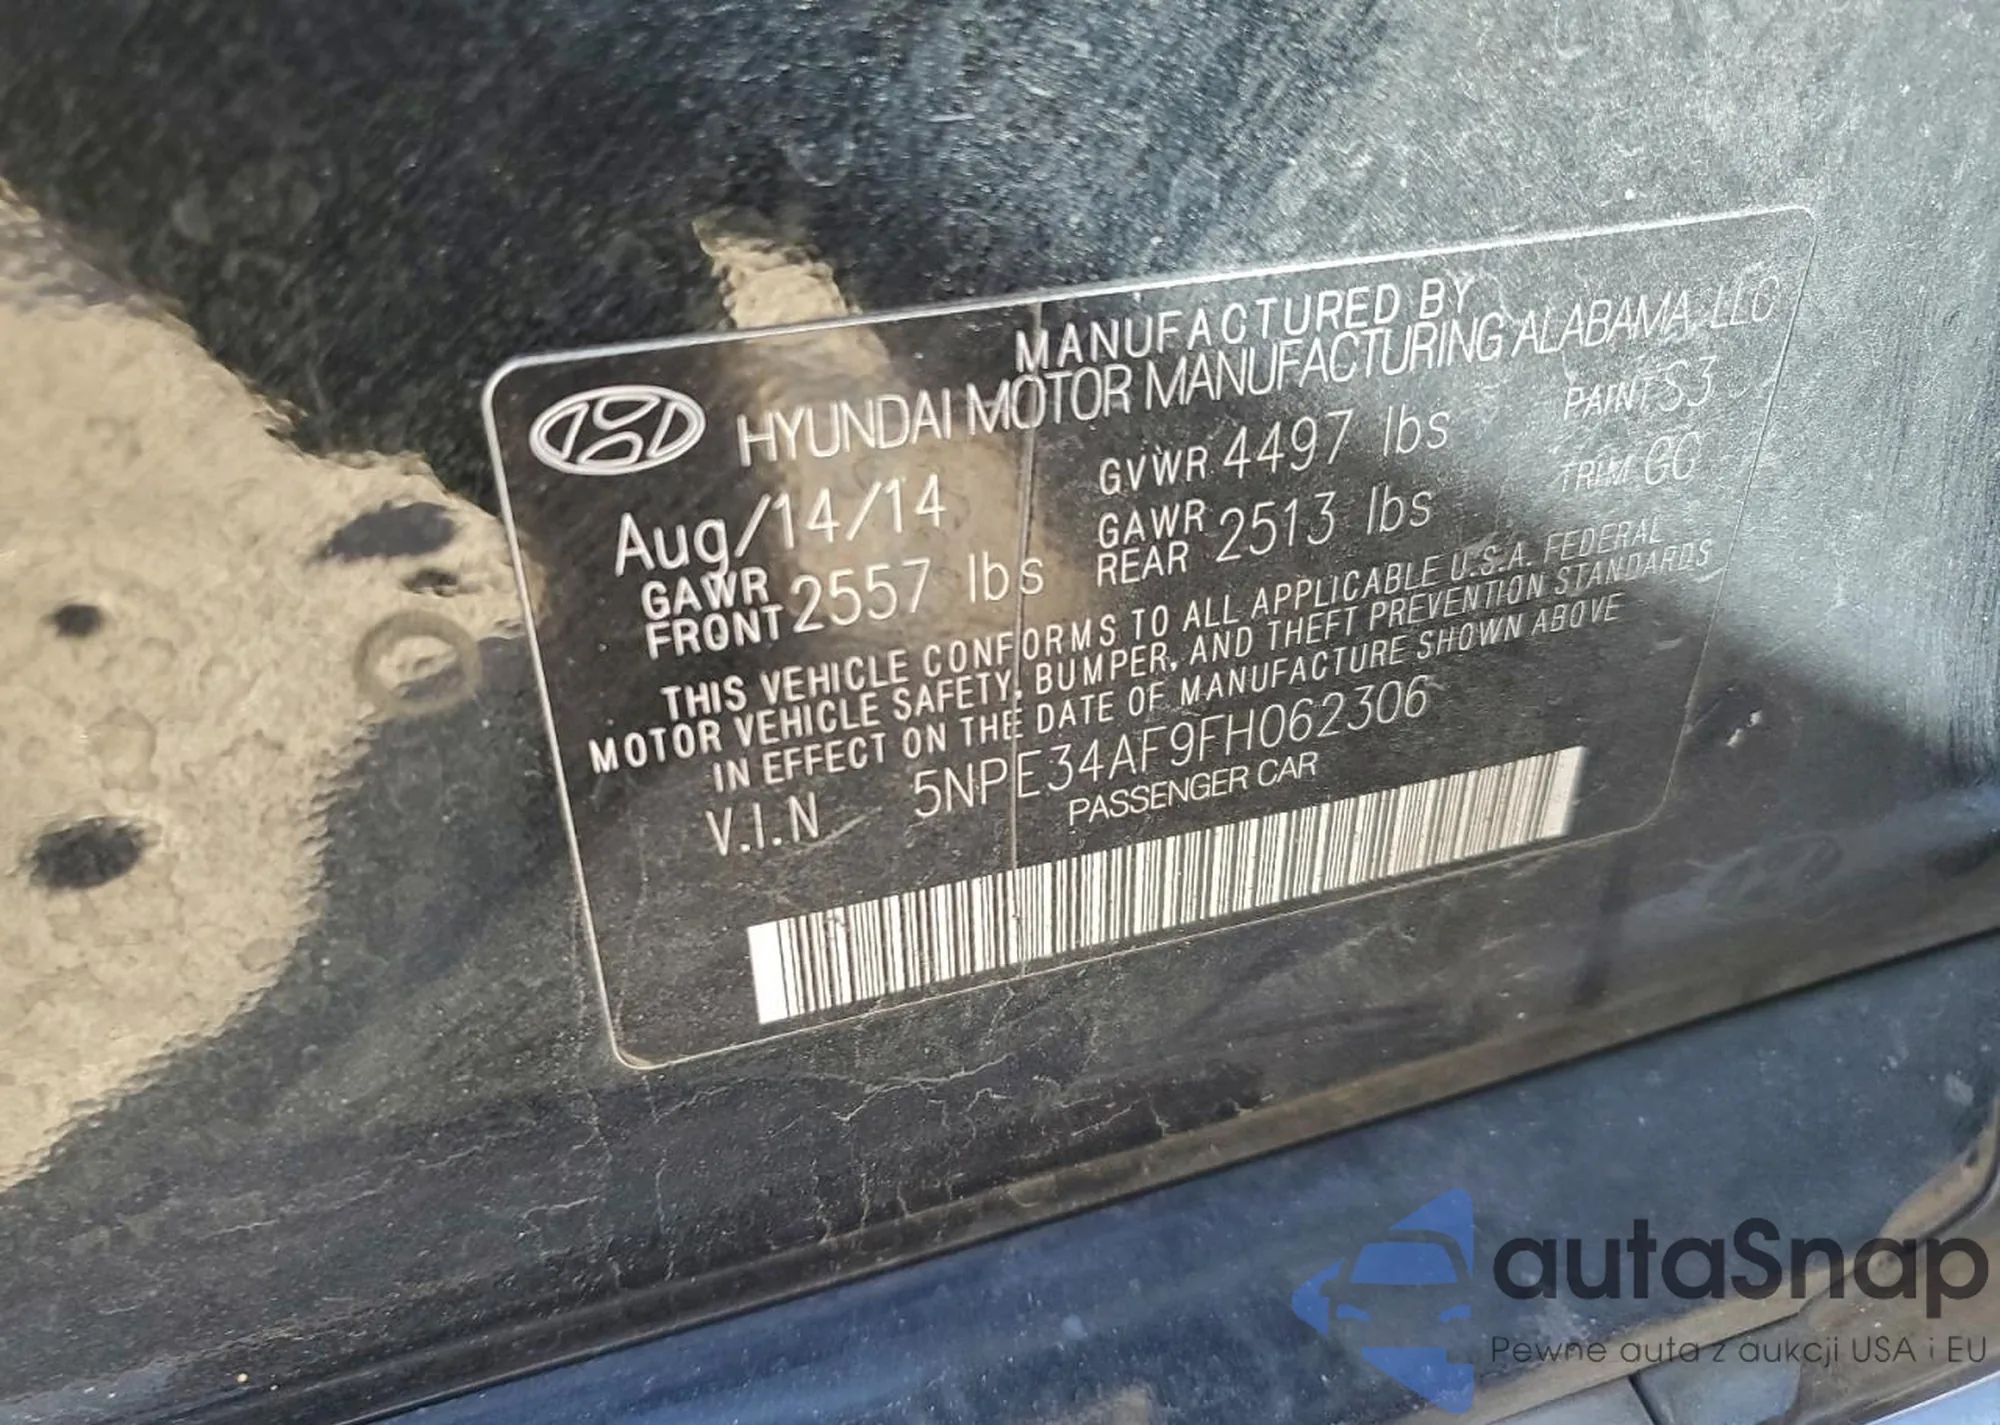 MANUFACTURED BY
HYUNDAI MOTOR MANUFACTURING ALABAMA, LLC
Aug/14/14 GVWR 4497 lbs PAINT S3
GAWR FRONT 2557 lbs GAWR REAR 2513 lbs TRIM GC
THIS VEHICLE CONFORMS TO ALL APPLICABLE U.S.A. FEDERAL
MOTOR VEHICLE SAFETY, BUMPER, AND THEFT PREVENTION STANDARDS
IN EFFECT ON THE DATE OF MANUFACTURE SHOWN ABOVE
V.I.N 5NPE34AF9FH062306
PASSENGER CAR
autaSnap
Pewne auta z aukcji USA i EU